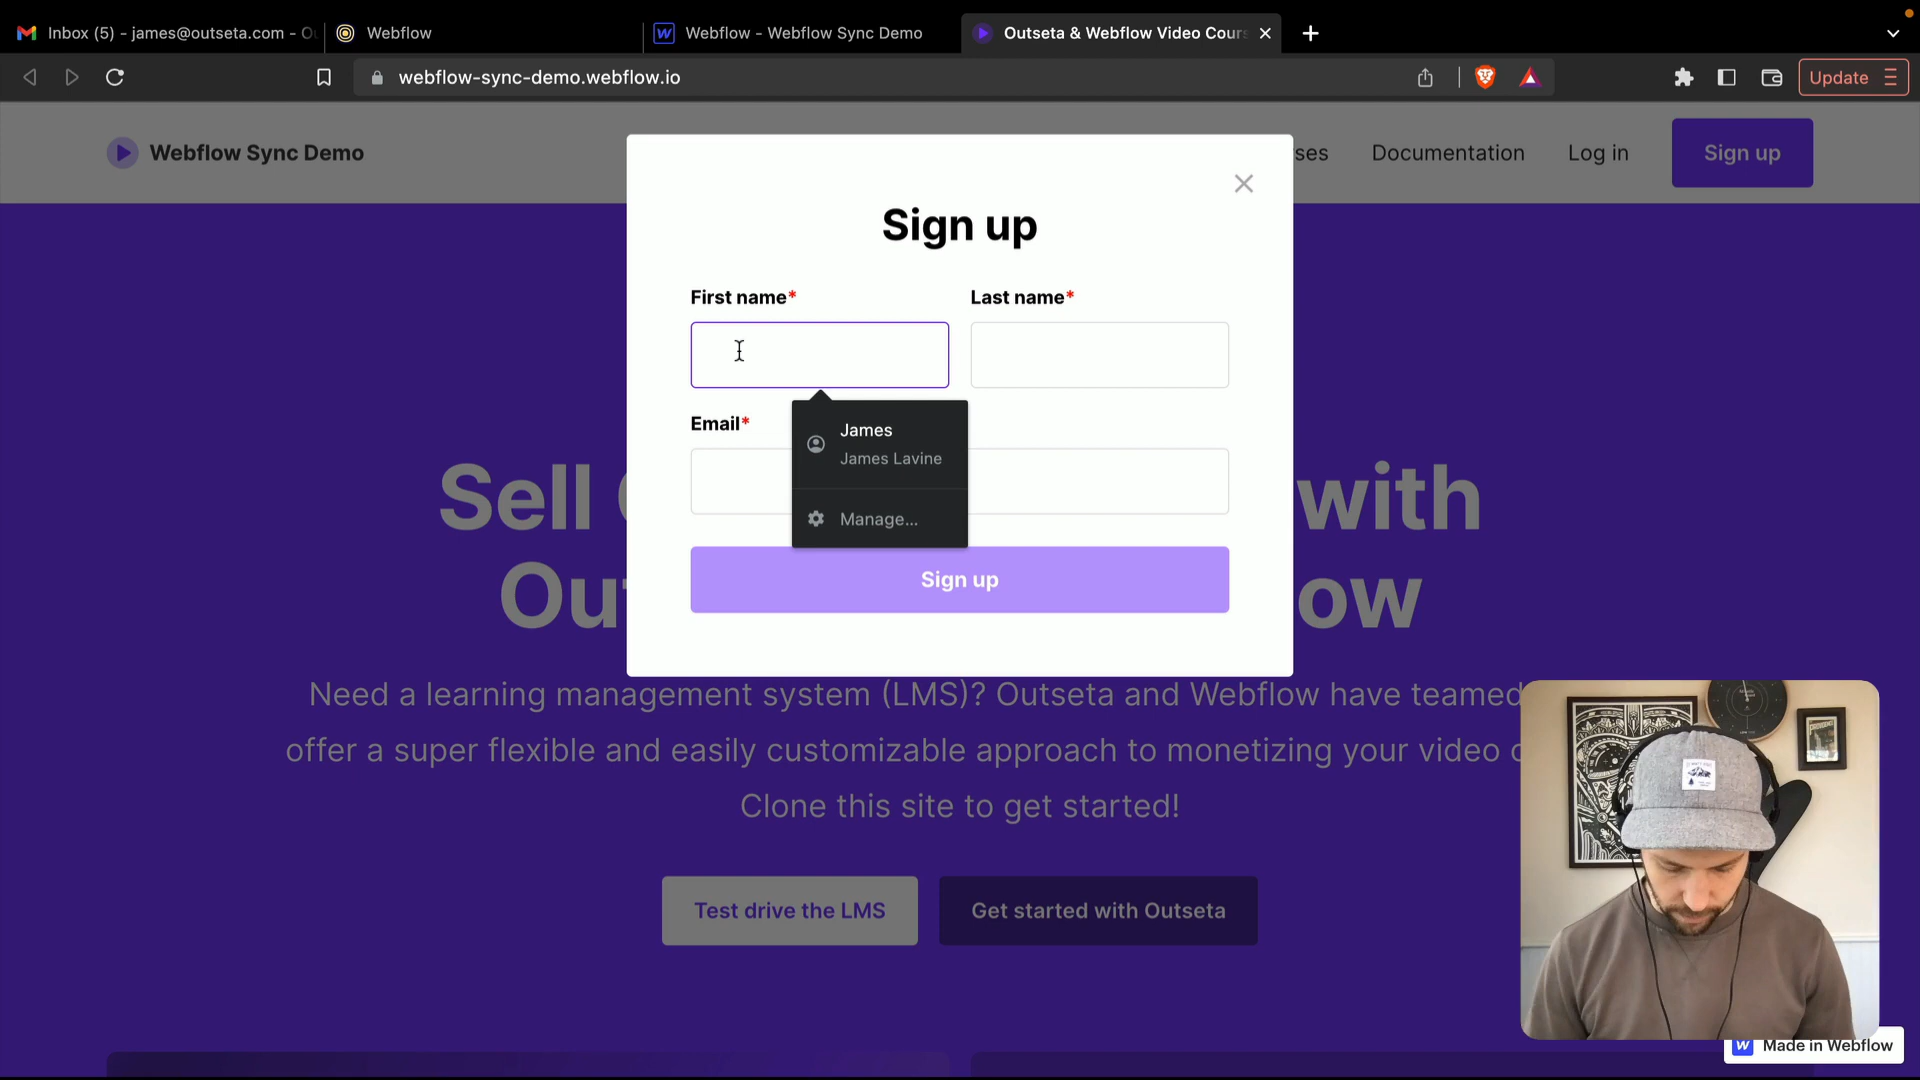 Inbox (5) - james@outseta.com - O
Webflow
Webflow - Webflow Sync Demo
Outseta & Webflow Video Cour
webflow-sync-demo.webflow.io
Update
Webflow Sync Demo
ses
Documentation
Log in
Sign up
Sign up
First name*
Last name*
James
James Lavine
Manage...
Email*
Sign up
Sell
with
Ou
ow
Need a learning management system (LMS)? Outseta and Webflow have teamed
offer a super flexible and easily customizable approach to monetizing your video
Clone this site to get started!
Test drive the LMS
Get started with Outseta
Made in Webflow